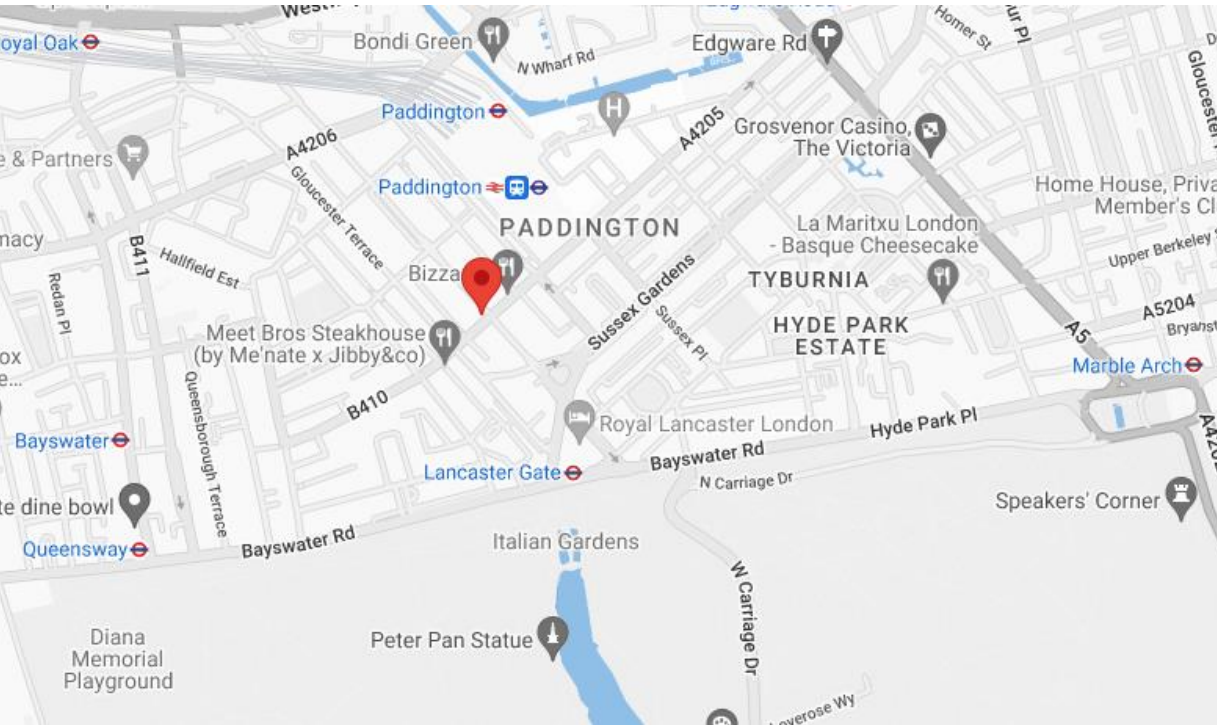 Bondi Green
N Wharf Rd
Edgware Rd
Homer St
oyal Oak
Paddington
A4206
A4205
Grosvenor Casino,
The Victoria
Gloucester
e & Partners
Gloucester Terrace
Paddington
PADDINGTON
Home House, Priva
Member's Cl
La Maritxu London
- Basque Cheesecake
Upper Berkeley
macy
B411
Hallfield Est
Redan Pl
Bizza
Sussex Gardens
TYBURNIA
Sussex Pl
HYDE PARK
ESTATE
A5204
Bryanst
A5
Meet Bros Steakhouse
(by Me'nate x Jibby&co)
ox
e...
Marble Arch
Queensborough Terrace
B410
Royal Lancaster London
Hyde Park Pl
Bayswater
Lancaster Gate
Bayswater Rd
N Carriage Dr
te dine bowl
Speakers' Corner
Queensway
Bayswater Rd
Italian Gardens
W Carriage Dr
Diana
Memorial
Playground
Peter Pan Statue
H